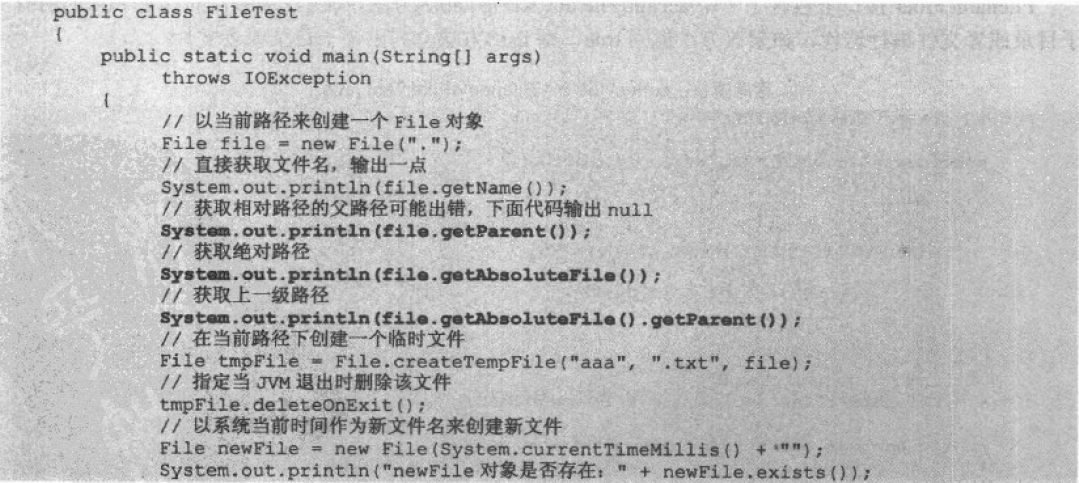 public class FileTest
{
public static void main(String[] args)
throws IOException
{
// 以当前路径来创建一个 File 对象
File file = new File(".");
// 直接获取文件名，输出一点
System.out.println(file.getName());
// 获取相对路径的父路径可能出错，下面代码输出 null
System.out.println(file.getParent());
// 获取绝对路径
System.out.println(file.getAbsoluteFile());
// 获取上一级路径
System.out.println(file.getAbsoluteFile().getParent());
// 在当前路径下创建一个临时文件
File tmpFile = File.createTempFile("aaa", ".txt", file);
// 指定当 JVM 退出时删除该文件
tmpFile.deleteOnExit();
// 以系统当前时间作为新文件名来创建新文件
File newFile = new File(System.currentTimeMillis() + "");
System.out.println("newFile 对象是否存在：" + newFile.exists());